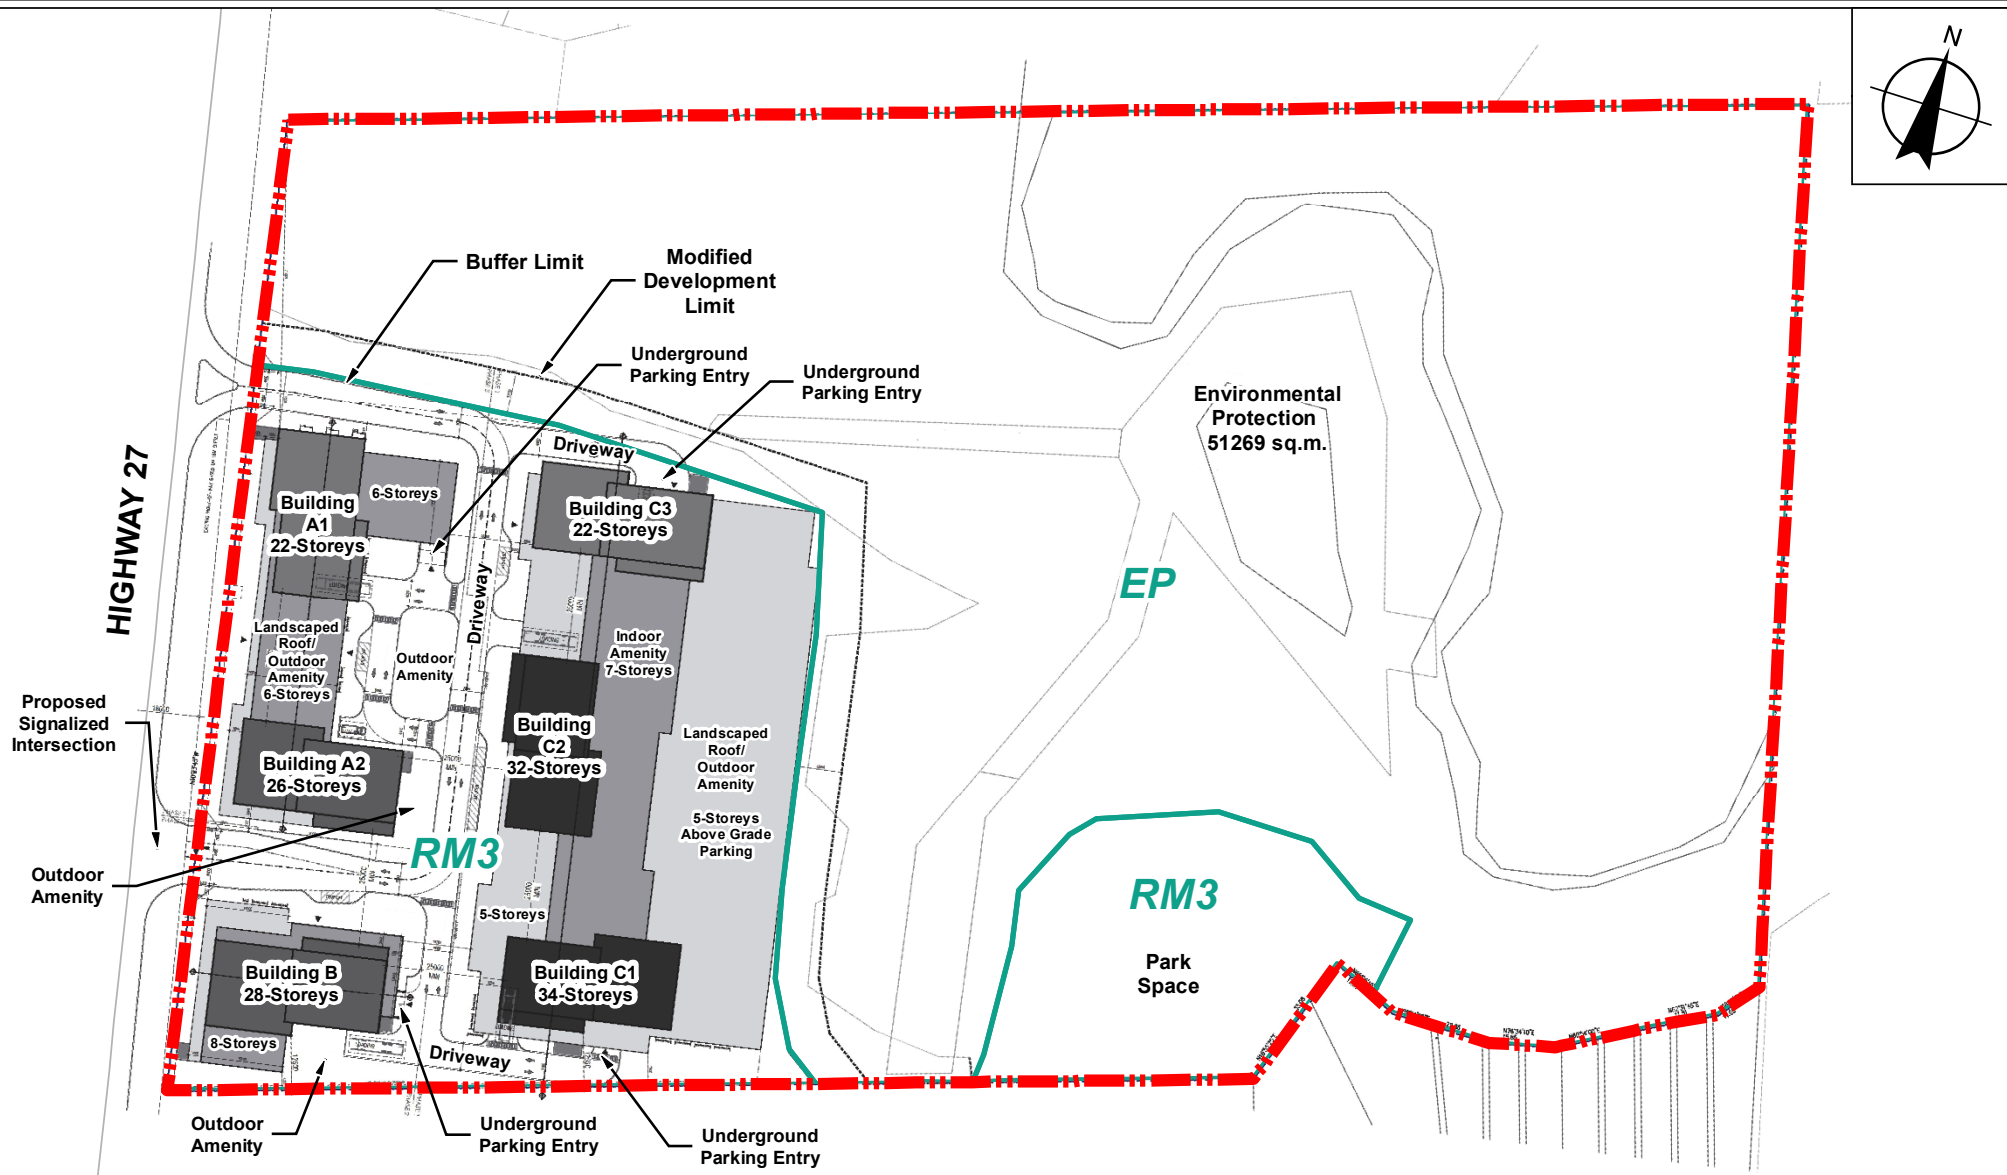 N
Buffer Limit
Modified
Development
Limit
Underground
Parking Entry
Underground
Parking Entry
Environmental
Protection
51269 sq.m.
HIGHWAY 27
Driveway
Building
A1
22-Storeys
6-Storeys
Building C3
22-Storeys
EP
Driveway
Landscaped
Roof/
Outdoor
Amenity
6-Storeys
Outdoor
Amenity
Indoor
Amenity
7-Storeys
Proposed
Signalized
Intersection
Building A2
26-Storeys
Building
C2
32-Storeys
Landscaped
Roof/
Outdoor
Amenity
5-Storeys
Above Grade
Parking
RM3
Outdoor
Amenity
5-Storeys
RM3
Park
Space
Building B
28-Storeys
Building C1
34-Storeys
8-Storeys
Driveway
Outdoor
Amenity
Underground
Parking Entry
Underground
Parking Entry